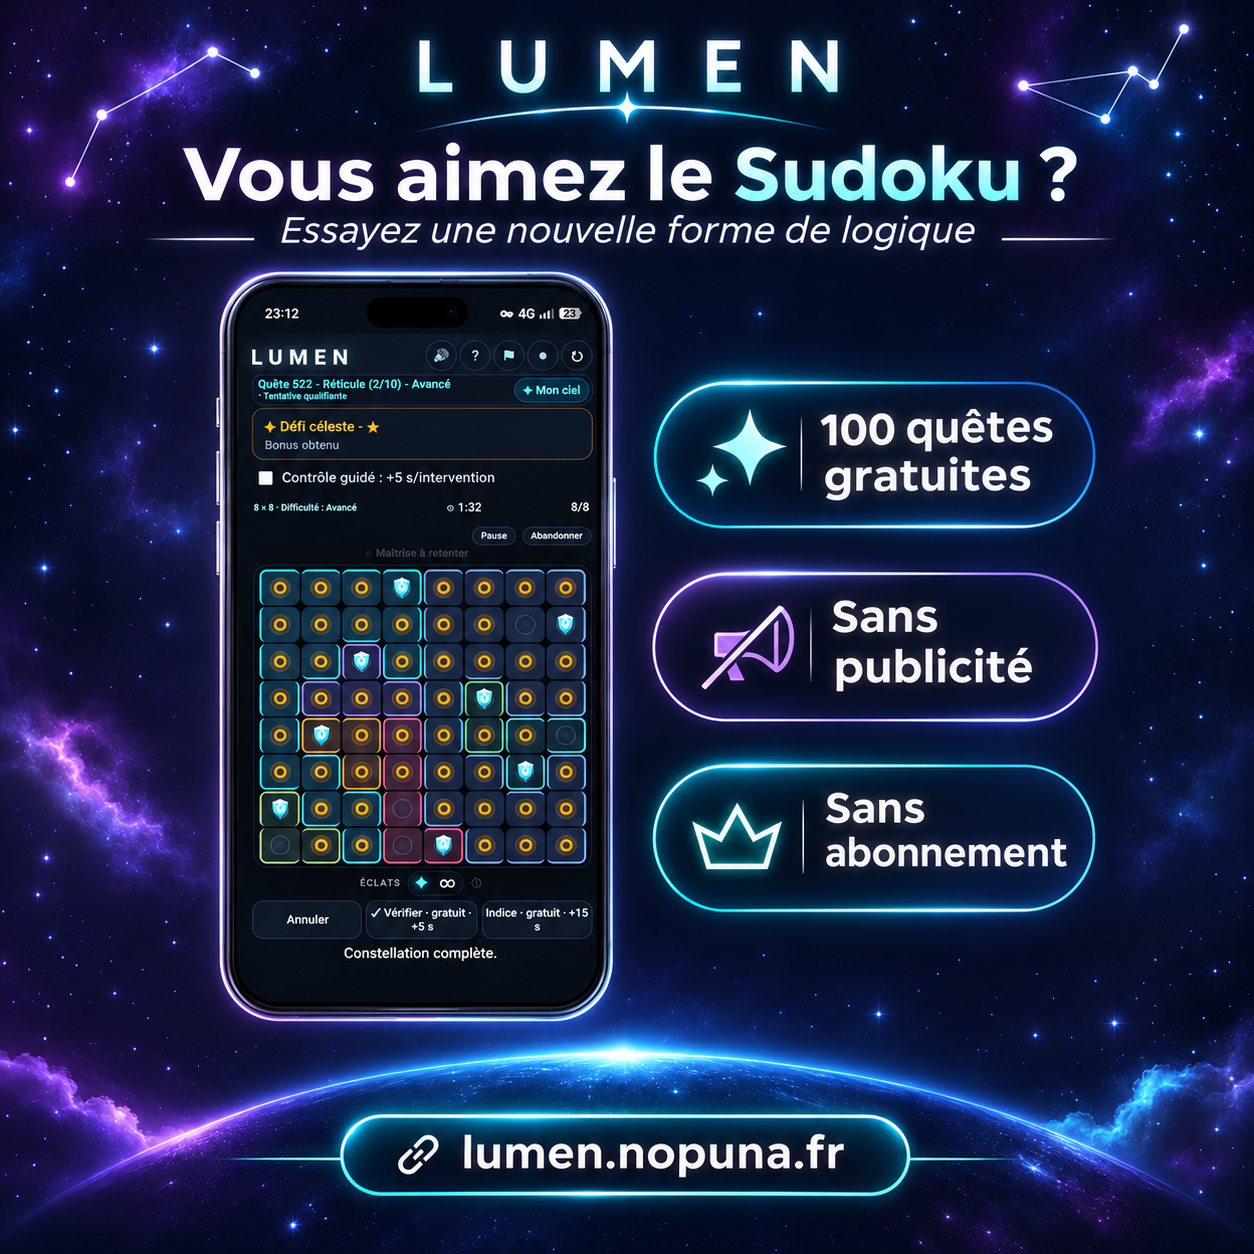 LUMEN
Vous aimez le Sudoku ?
Essayez une nouvelle forme de logique
23:12
4G
23
LUMEN
?
Quête 522 - Réticule (2/10) - Avancé
• Tentative qualifiante
Mon ciel
Défi céleste -
Bonus obtenu
Contrôle guidé : +5 s/intervention
8 × 8 · Difficulté : Avancé
1:32
8/8
Pause
Abandonner
Maîtrise à retenter
ÉCLATS
∞
Annuler
✓ Vérifier · gratuit ·
+5 s
Indice · gratuit · +15
s
Constellation complète.
100 quêtes
gratuites
Sans
publicité
Sans
abonnement
lumen.nopuna.fr